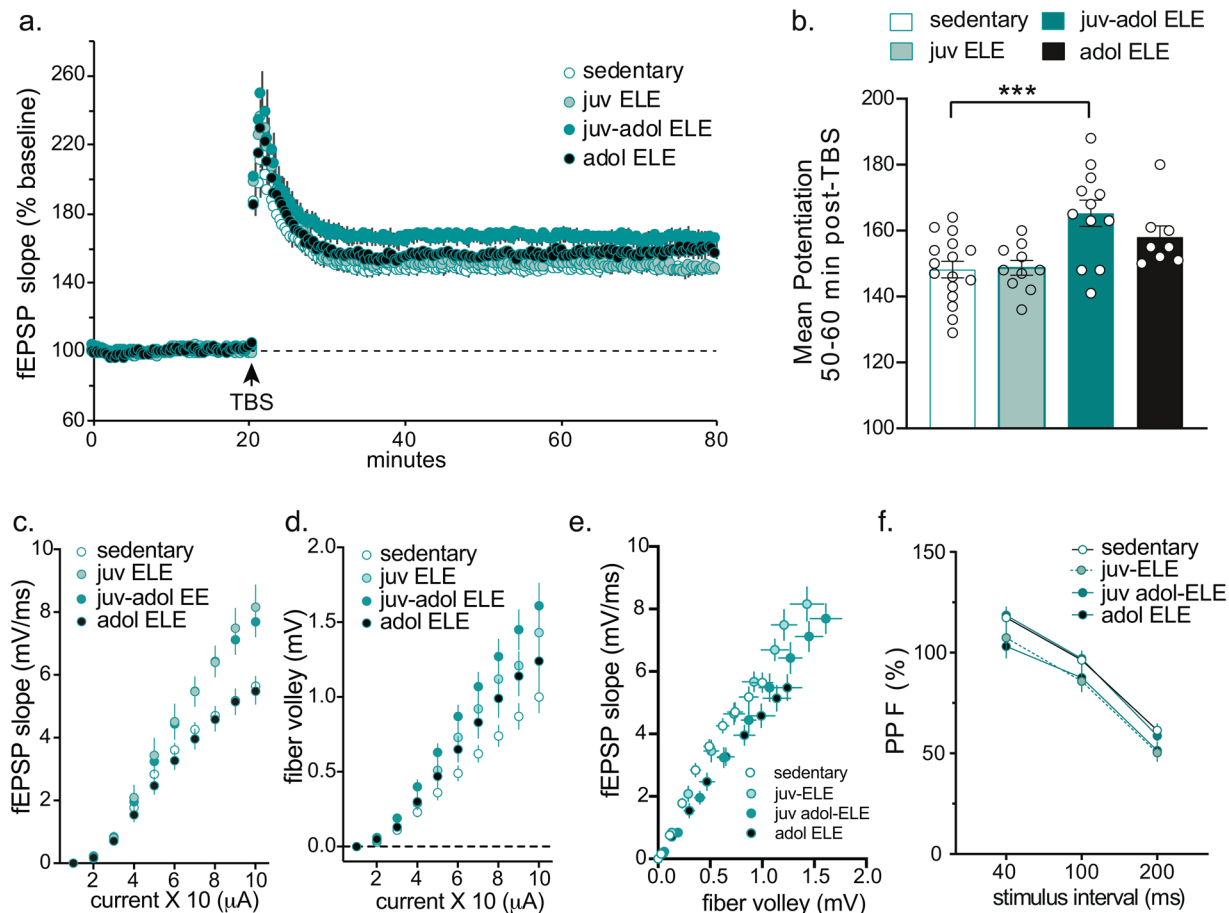 a.
fEPSP slope (% baseline)
260
220
180
140
100
60
0
20
40
60
80
minutes
TBS
sedentary
juv ELE
juv-adol ELE
adol ELE
b.
sedentary
juv ELE
juv-adol ELE
adol ELE
***
Mean Potentiation
50-60 min post-TBS
200
180
160
140
120
100
c.
sedentary
juv ELE
juv-adol EE
adol ELE
fEPSP slope (mV/ms)
10
8
6
4
2
0
2
4
6
8
10
current X 10 (μA)
d.
sedentary
juv ELE
juv-adol ELE
adol ELE
fiber volley (mV)
2.0
1.5
1.0
0.5
0.0
2
4
6
8
10
current X 10 (μA)
e.
fEPSP slope (mV/ms)
10
8
6
4
2
0
0.0
0.5
1.0
1.5
2.0
fiber volley (mV)
sedentary
juv-ELE
juv adol-ELE
adol ELE
f.
PPF (%)
150
100
50
0
40
100
200
stimulus interval (ms)
sedentary
juv-ELE
juv adol-ELE
adol ELE